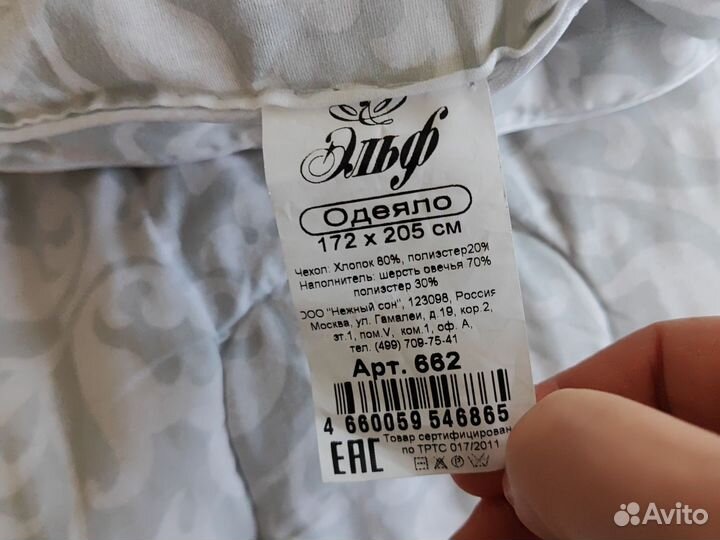 Эльф
Одеяло
172 х 205 см
Чехол: Хлопок 80%, полиэстер20%
Наполнитель: шерсть овечья 70%
полиэстер 30%
ООО "Нежный сон", 123098, Россия
Москва, ул. Гамалеи, д 19, кор.2,
эт.1, пом.V, ком.1, оф. А,
тел. (499) 709-75-41
Арт. 662
4 660059 546865
EAC
Товар сертифицирован
по ТРТС 017/2011
Avito